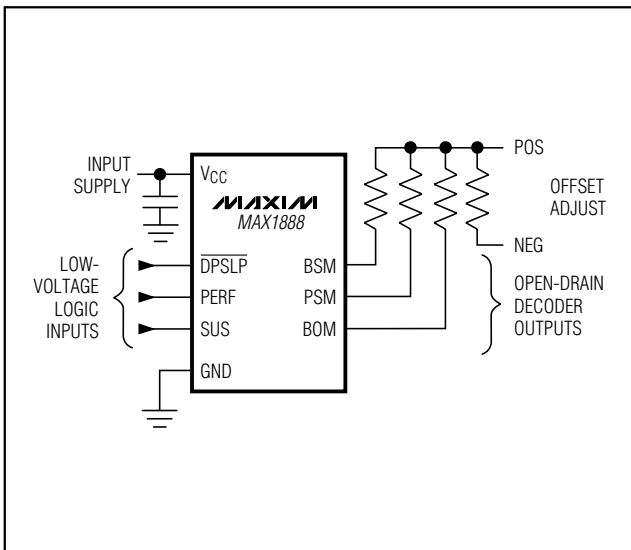 INPUT
SUPPLY
VCC
MAXIM
MAX1888
POS
OFFSET
ADJUST
NEG
LOW-
VOLTAGE
LOGIC
INPUTS
DPSLP
PERF
SUS
GND
BSM
PSM
BOM
OPEN-DRAIN
DECODER
OUTPUTS